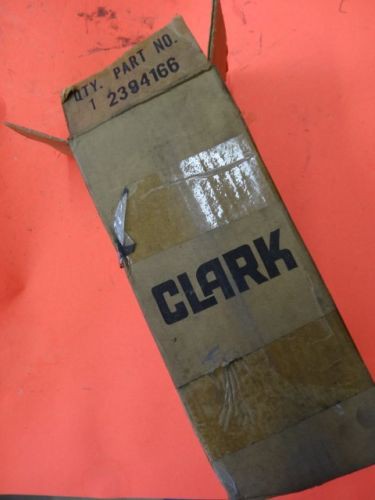 QTY. PART NO.
1 2394166
CLARK